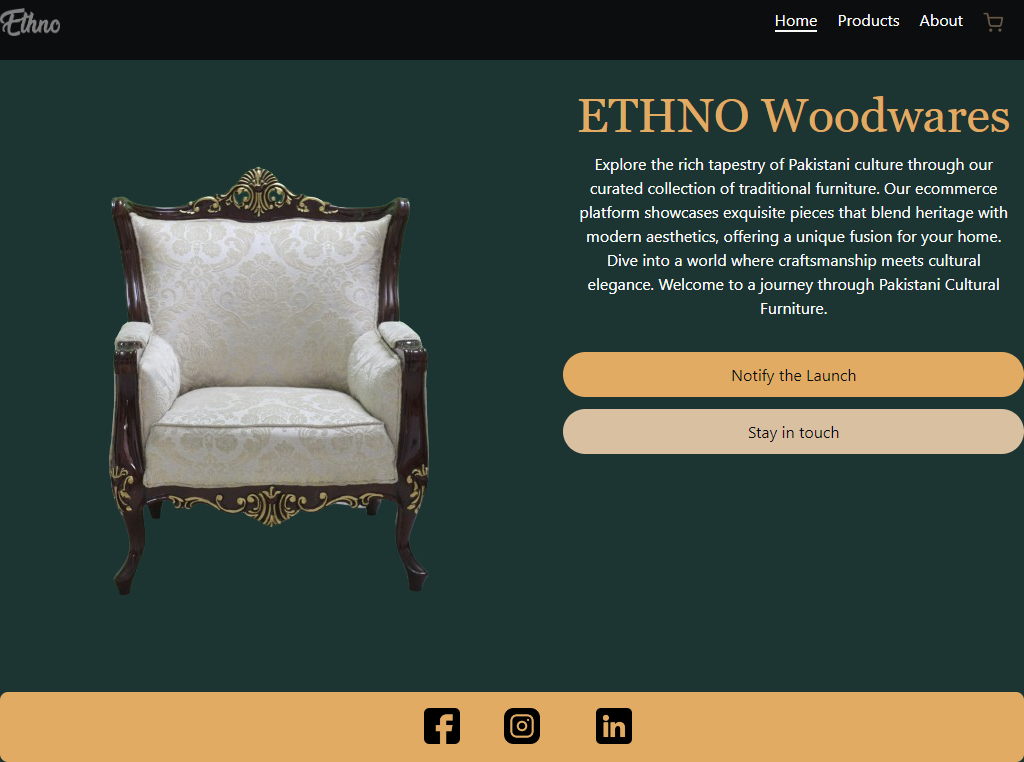 Ethno
Home Products About
ETHNO Woodwares
Explore the rich tapestry of Pakistani culture through our
curated collection of traditional furniture. Our ecommerce
platform showcases exquisite pieces that blend heritage with
modern aesthetics, offering a unique fusion for your home.
Dive into a world where craftsmanship meets cultural
elegance. Welcome to a journey through Pakistani Cultural
Furniture.
Notify the Launch
Stay in touch